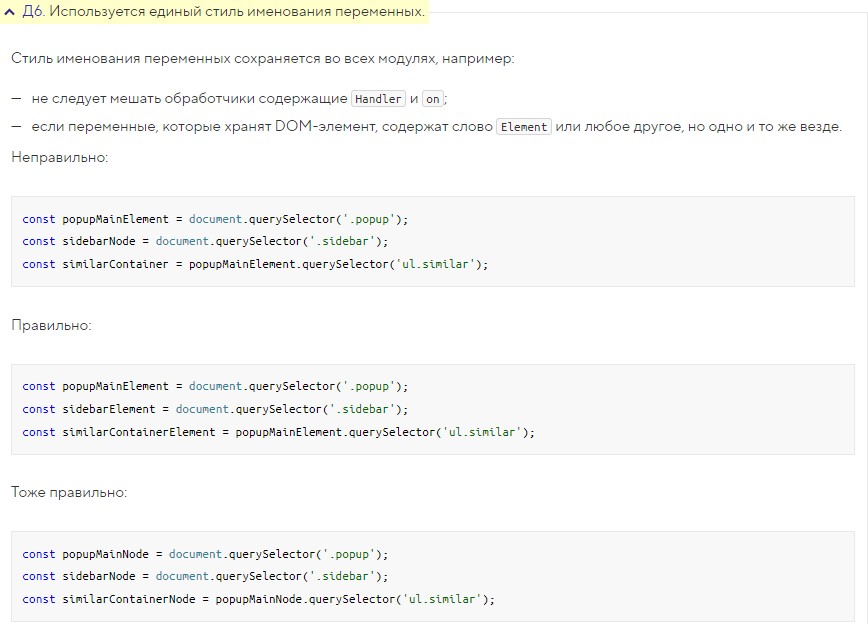 Д6. Используется единый стиль именования переменных.
Стиль именования переменных сохраняется во всех модулях, например:
— не следует мешать обработчики содержащие Handler и on;
— если переменные, которые хранят DOM-элемент, содержат слово Element или любое другое, но одно и то же везде.
Неправильно:
const popupMainElement = document.querySelector('.popup');
const sidebarNode = document.querySelector('.sidebar');
const similarContainer = popupMainElement.querySelector('ul.similar');
Правильно:
const popupMainElement = document.querySelector('.popup');
const sidebarElement = document.querySelector('.sidebar');
const similarContainerElement = popupMainElement.querySelector('ul.similar');
Тоже правильно:
const popupMainNode = document.querySelector('.popup');
const sidebarNode = document.querySelector('.sidebar');
const similarContainerNode = popupMainNode.querySelector('ul.similar');